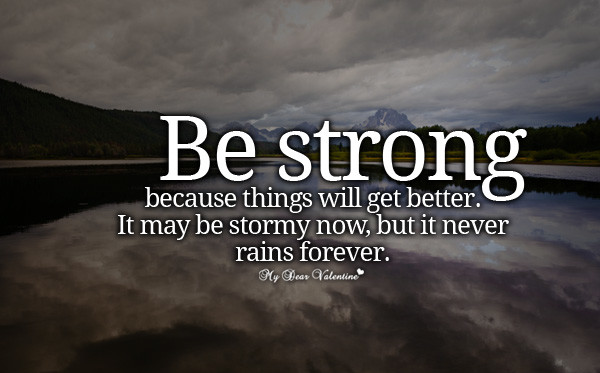 Be strong
because things will get better.
It may be stormy now, but it never
rains forever.
My Dear Valentine